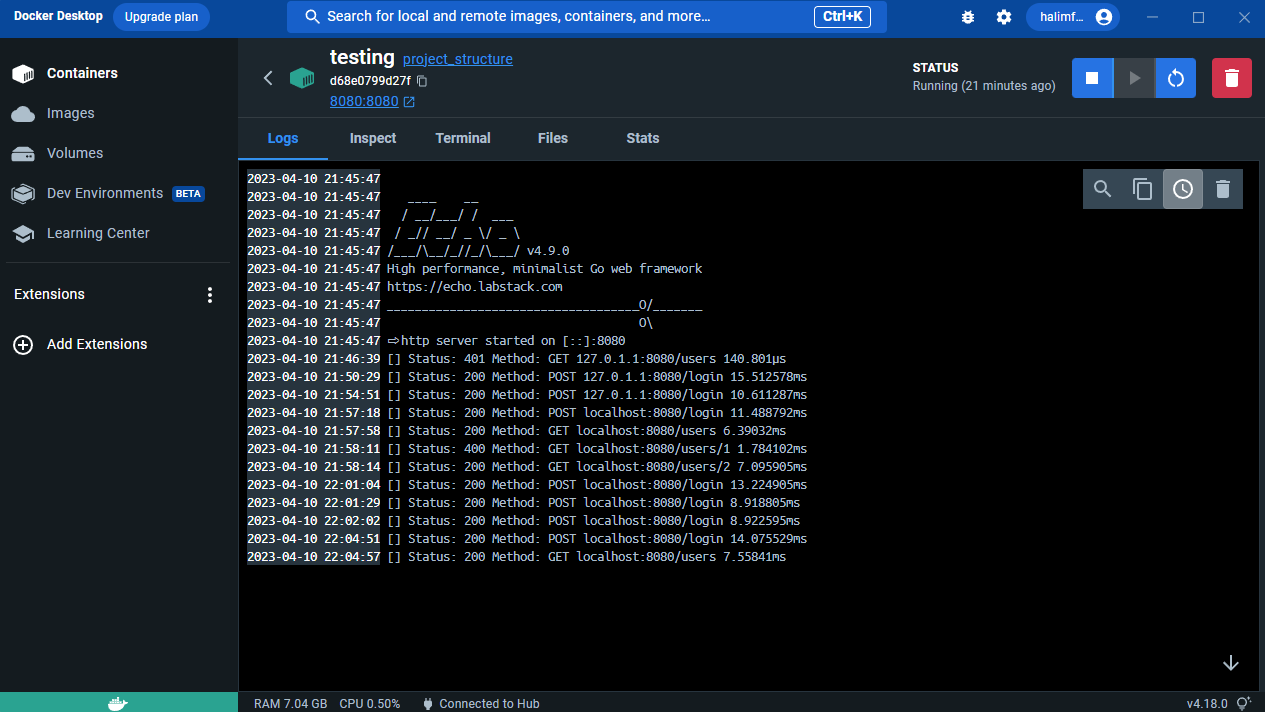 Docker Desktop Upgrade plan Search for local and remote images, containers, and more... Ctrl+K halimf...
Containers
Images
Volumes
Dev Environments BETA
Learning Center
Extensions
Add Extensions
testing project_structure
d68e0799d27f
8080:8080
STATUS
Running (21 minutes ago)
Logs Inspect Terminal Files Stats
2023-04-10 21:45:47
2023-04-10 21:45:47    ____    __
2023-04-10 21:45:47   / __/___/ /  ___
2023-04-10 21:45:47  / _// __/ _ \/ _ \
2023-04-10 21:45:47 /___/\__/_//_/\___/ v4.9.0
2023-04-10 21:45:47 High performance, minimalist Go web framework
2023-04-10 21:45:47 https://echo.labstack.com
2023-04-10 21:45:47 ____________________________________O/_______
2023-04-10 21:45:47                                     O\
2023-04-10 21:45:47 ⇨http server started on [::]:8080
2023-04-10 21:46:39 [] Status: 401 Method: GET 127.0.1.1:8080/users 140.801µs
2023-04-10 21:50:29 [] Status: 200 Method: POST 127.0.1.1:8080/login 15.512578ms
2023-04-10 21:54:51 [] Status: 200 Method: POST 127.0.1.1:8080/login 10.611287ms
2023-04-10 21:57:18 [] Status: 200 Method: POST localhost:8080/login 11.488792ms
2023-04-10 21:57:58 [] Status: 200 Method: GET localhost:8080/users 6.39032ms
2023-04-10 21:58:11 [] Status: 400 Method: GET localhost:8080/users/1 1.784102ms
2023-04-10 21:58:14 [] Status: 200 Method: GET localhost:8080/users/2 7.095905ms
2023-04-10 22:01:04 [] Status: 200 Method: POST localhost:8080/login 13.224905ms
2023-04-10 22:01:29 [] Status: 200 Method: POST localhost:8080/login 8.918805ms
2023-04-10 22:02:02 [] Status: 200 Method: POST localhost:8080/login 8.922595ms
2023-04-10 22:04:51 [] Status: 200 Method: POST localhost:8080/login 14.075529ms
2023-04-10 22:04:57 [] Status: 200 Method: GET localhost:8080/users 7.55841ms
RAM 7.04 GB CPU 0.50% Connected to Hub v4.18.0